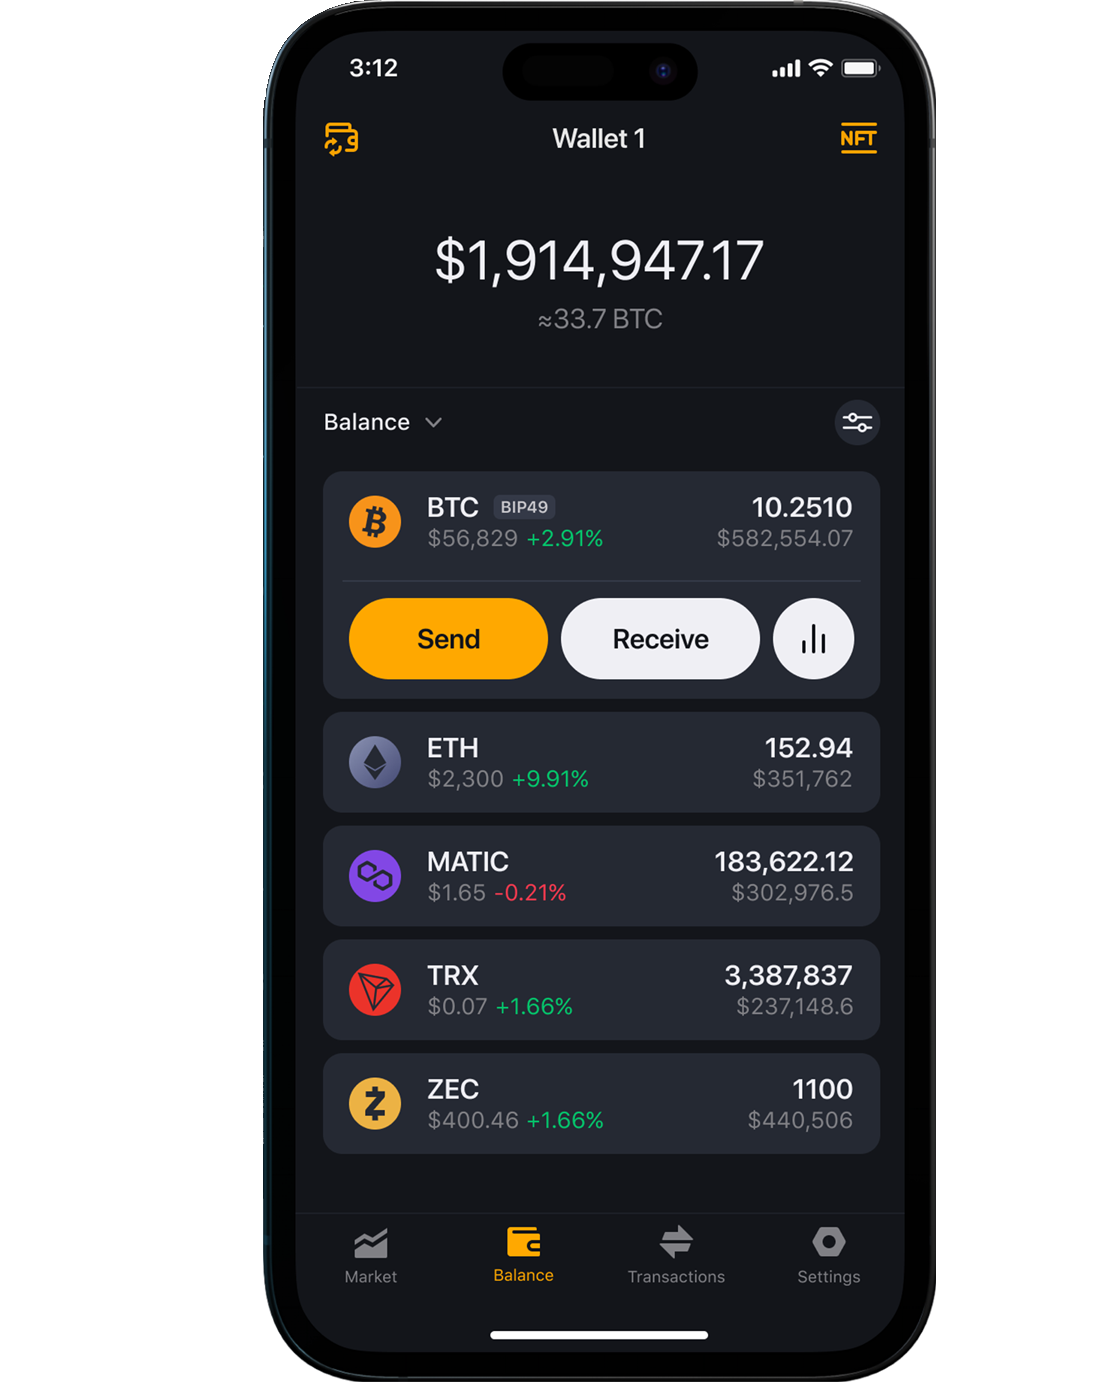 3:12
Wallet 1
NFT
$1,914,947.17
≈33.7 BTC
Balance
BTC BIP49 10.2510
$56,829 +2.91% $582,554.07
Send Receive
ETH 152.94
$2,300 +9.91% $351,762
MATIC 183,622.12
$1.65 -0.21% $302,976.5
TRX 3,387,837
$0.07 +1.66% $237,148.6
ZEC 1100
$400.46 +1.66% $440,506
Market Balance Transactions Settings